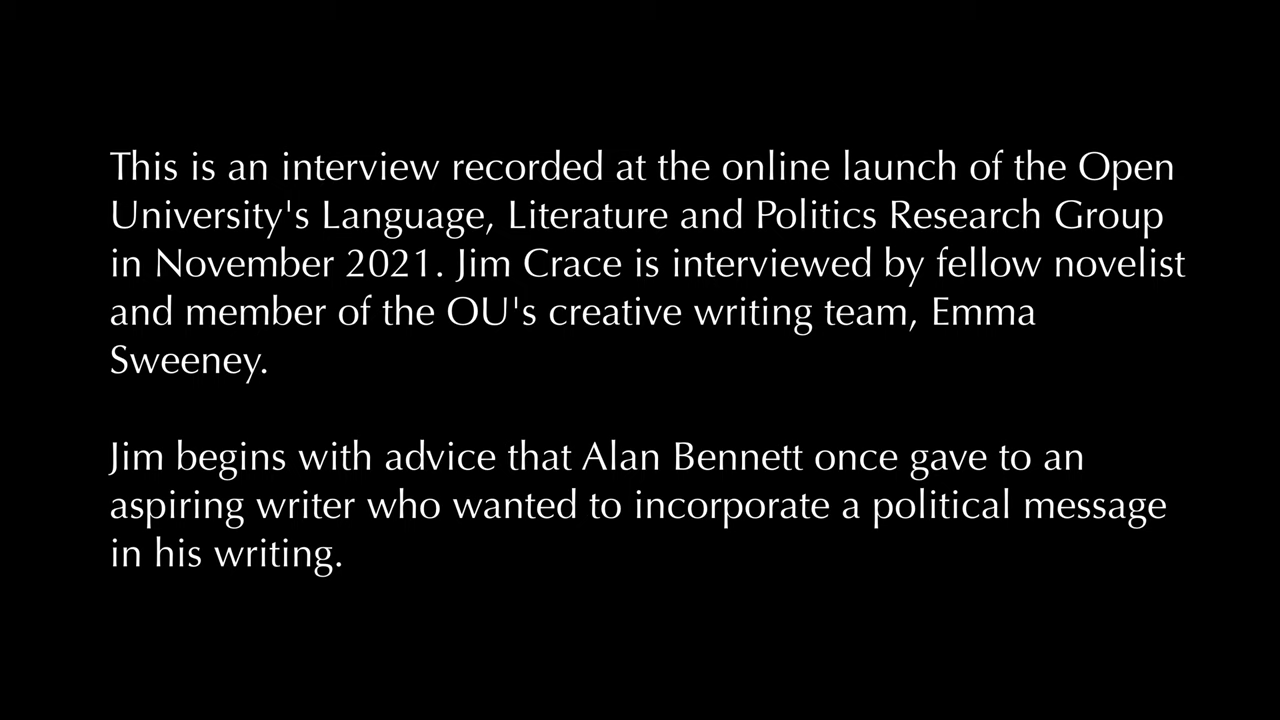 This is an interview recorded at the online launch of the Open
University's Language, Literature and Politics Research Group
in November 2021. Jim Crace is interviewed by fellow novelist
and member of the OU's creative writing team, Emma
Sweeney.
Jim begins with advice that Alan Bennett once gave to an
aspiring writer who wanted to incorporate a political message
in his writing.